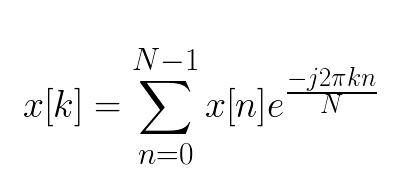 x[k] = \sum_{n=0}^{N-1} x[n] e^{\frac{-j2\pi kn}{N}}